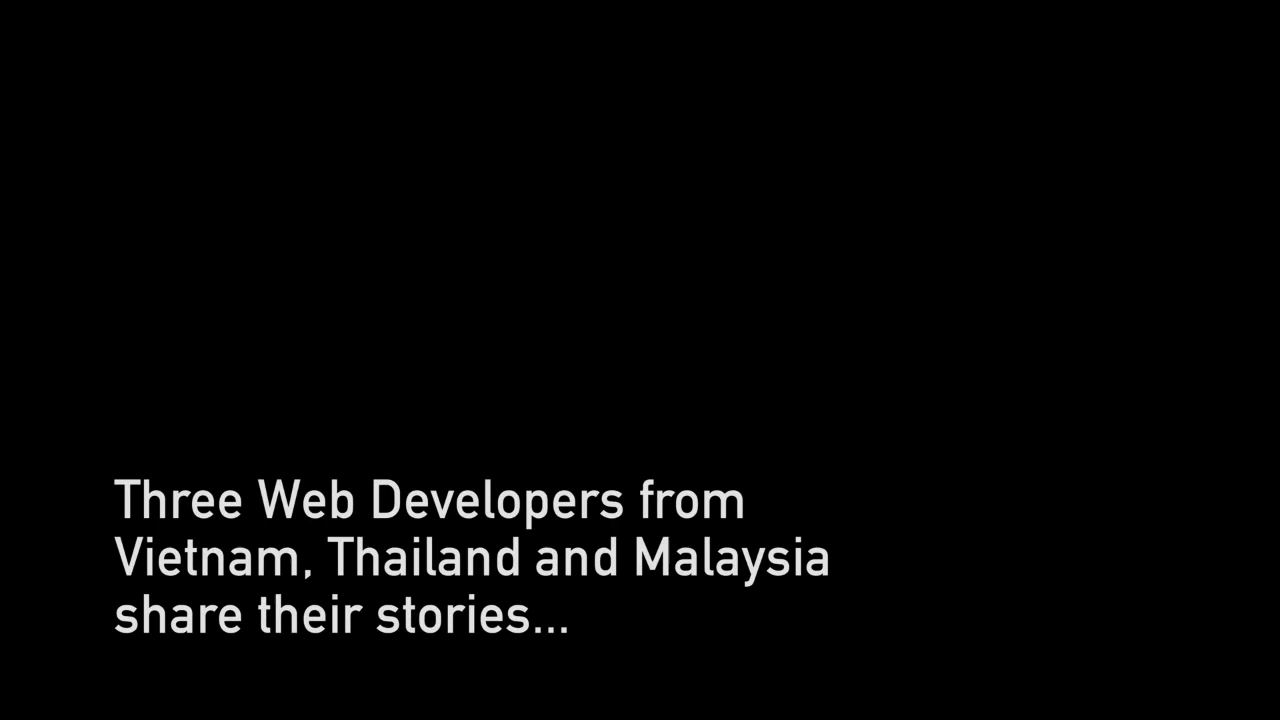 Three Web Developers from
Vietnam, Thailand and Malaysia
share their stories...